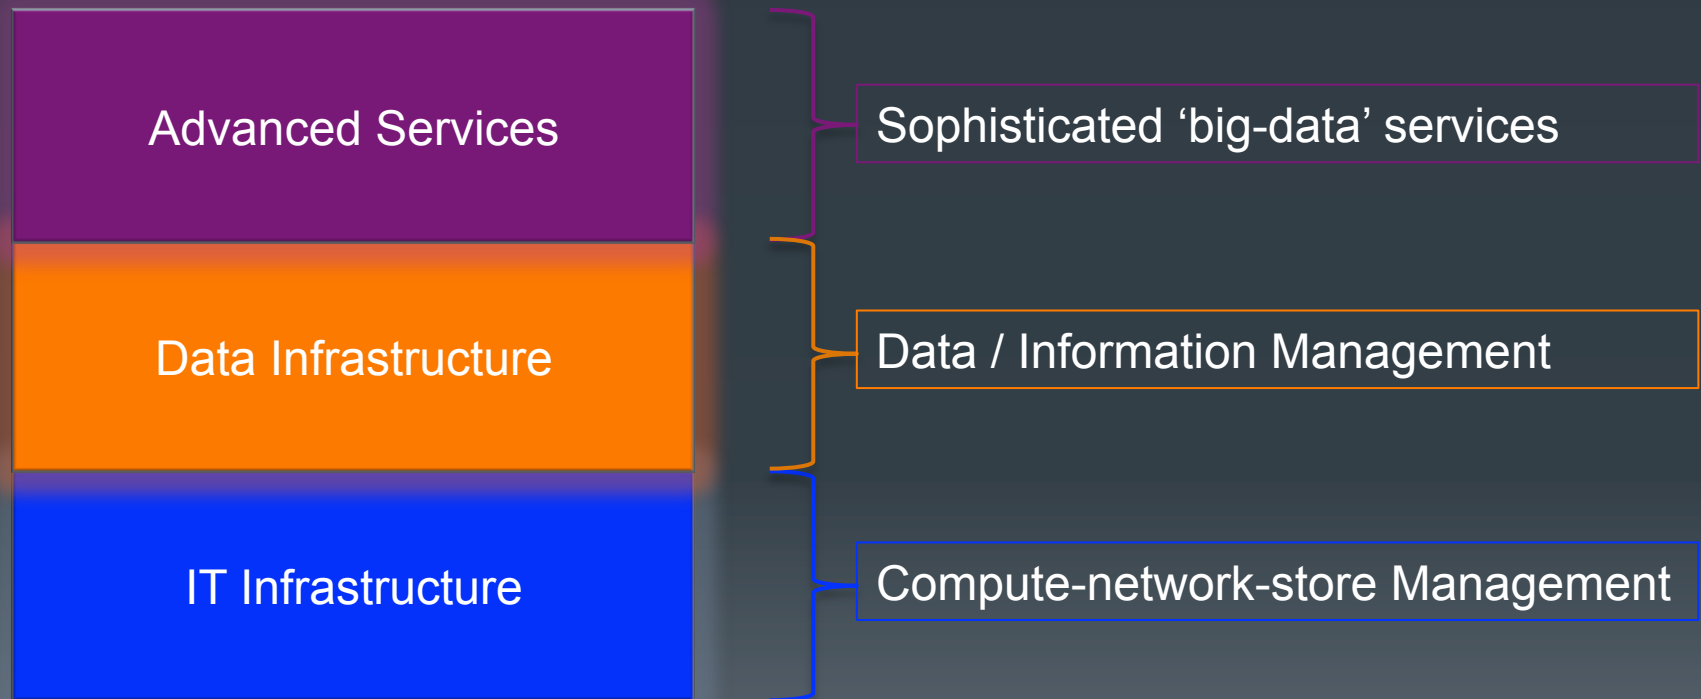 Advanced Services
Sophisticated ‘big-data’ services
Data Infrastructure
Data / Information Management
IT Infrastructure
Compute-network-store Management